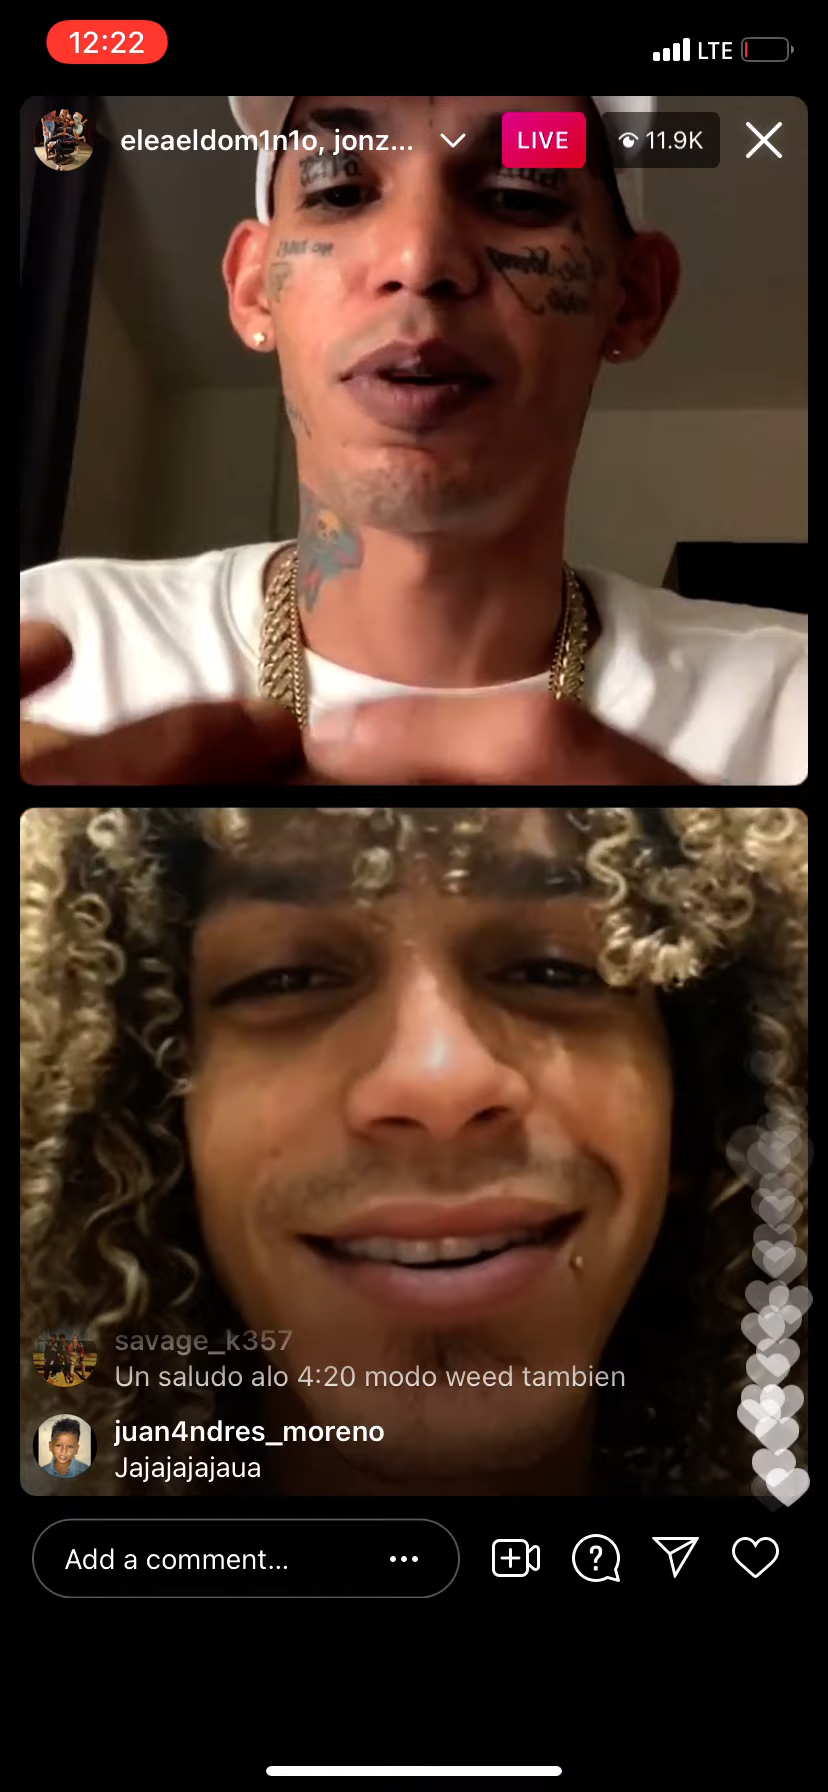 12:22
LTE
eleaeldom1n1o, jonz...
LIVE
11.9K
savage_k357
Un saludo alo 4:20 modo weed tambien
juan4ndres_moreno
Jajajajajaua
Add a comment...